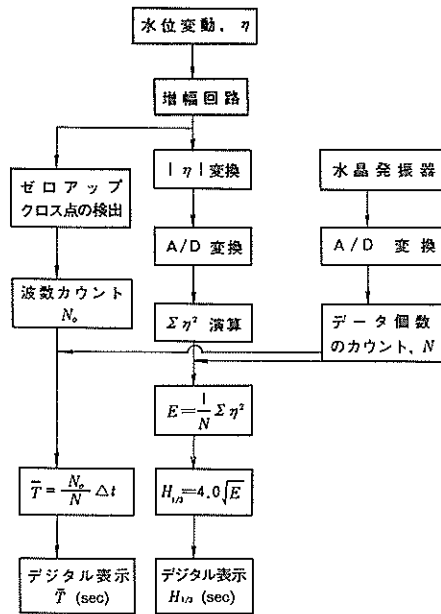 水位変動, η
増幅回路
ゼロアップ
クロス点の検出
|η|変換
水晶発振器
A/D 変換
A/D 変換
波数カウント
N₀
Ση² 演算
データ個数
のカウント, N
E=1/N Ση²
T̄=N₀/N Δt
H1/3=4.0√E
デジタル表示
T̄ (sec)
デジタル表示
H1/3 (sec)